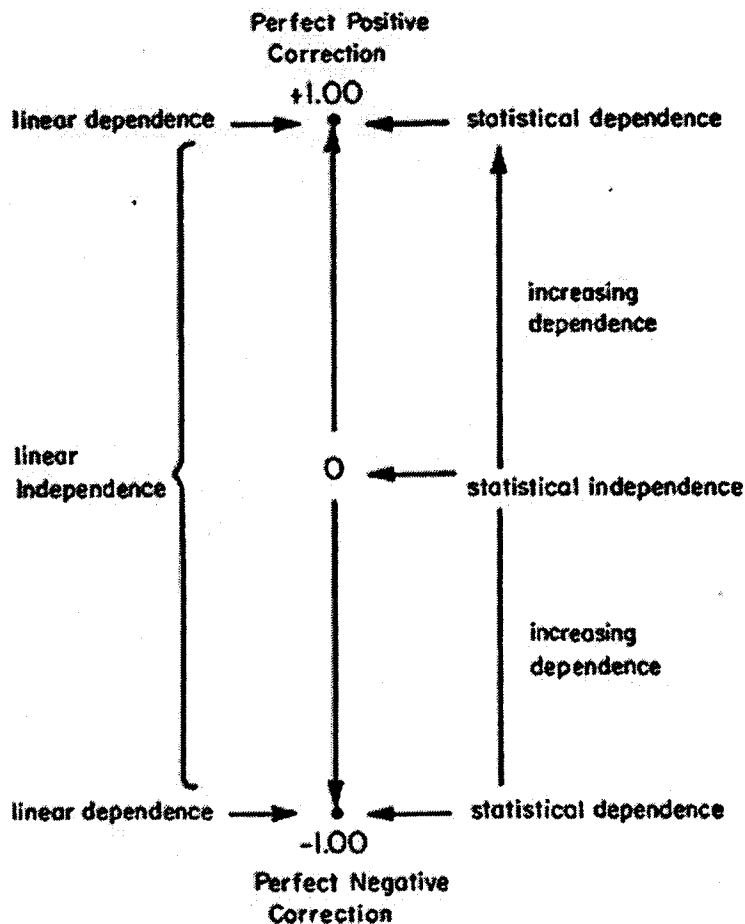 Perfect Positive
Correction
+1.00
linear dependence
statistical dependence
increasing
dependence
linear
Independence
0
statistical independence
increasing
dependence
linear dependence
statistical dependence
-1.00
Perfect Negative
Correction